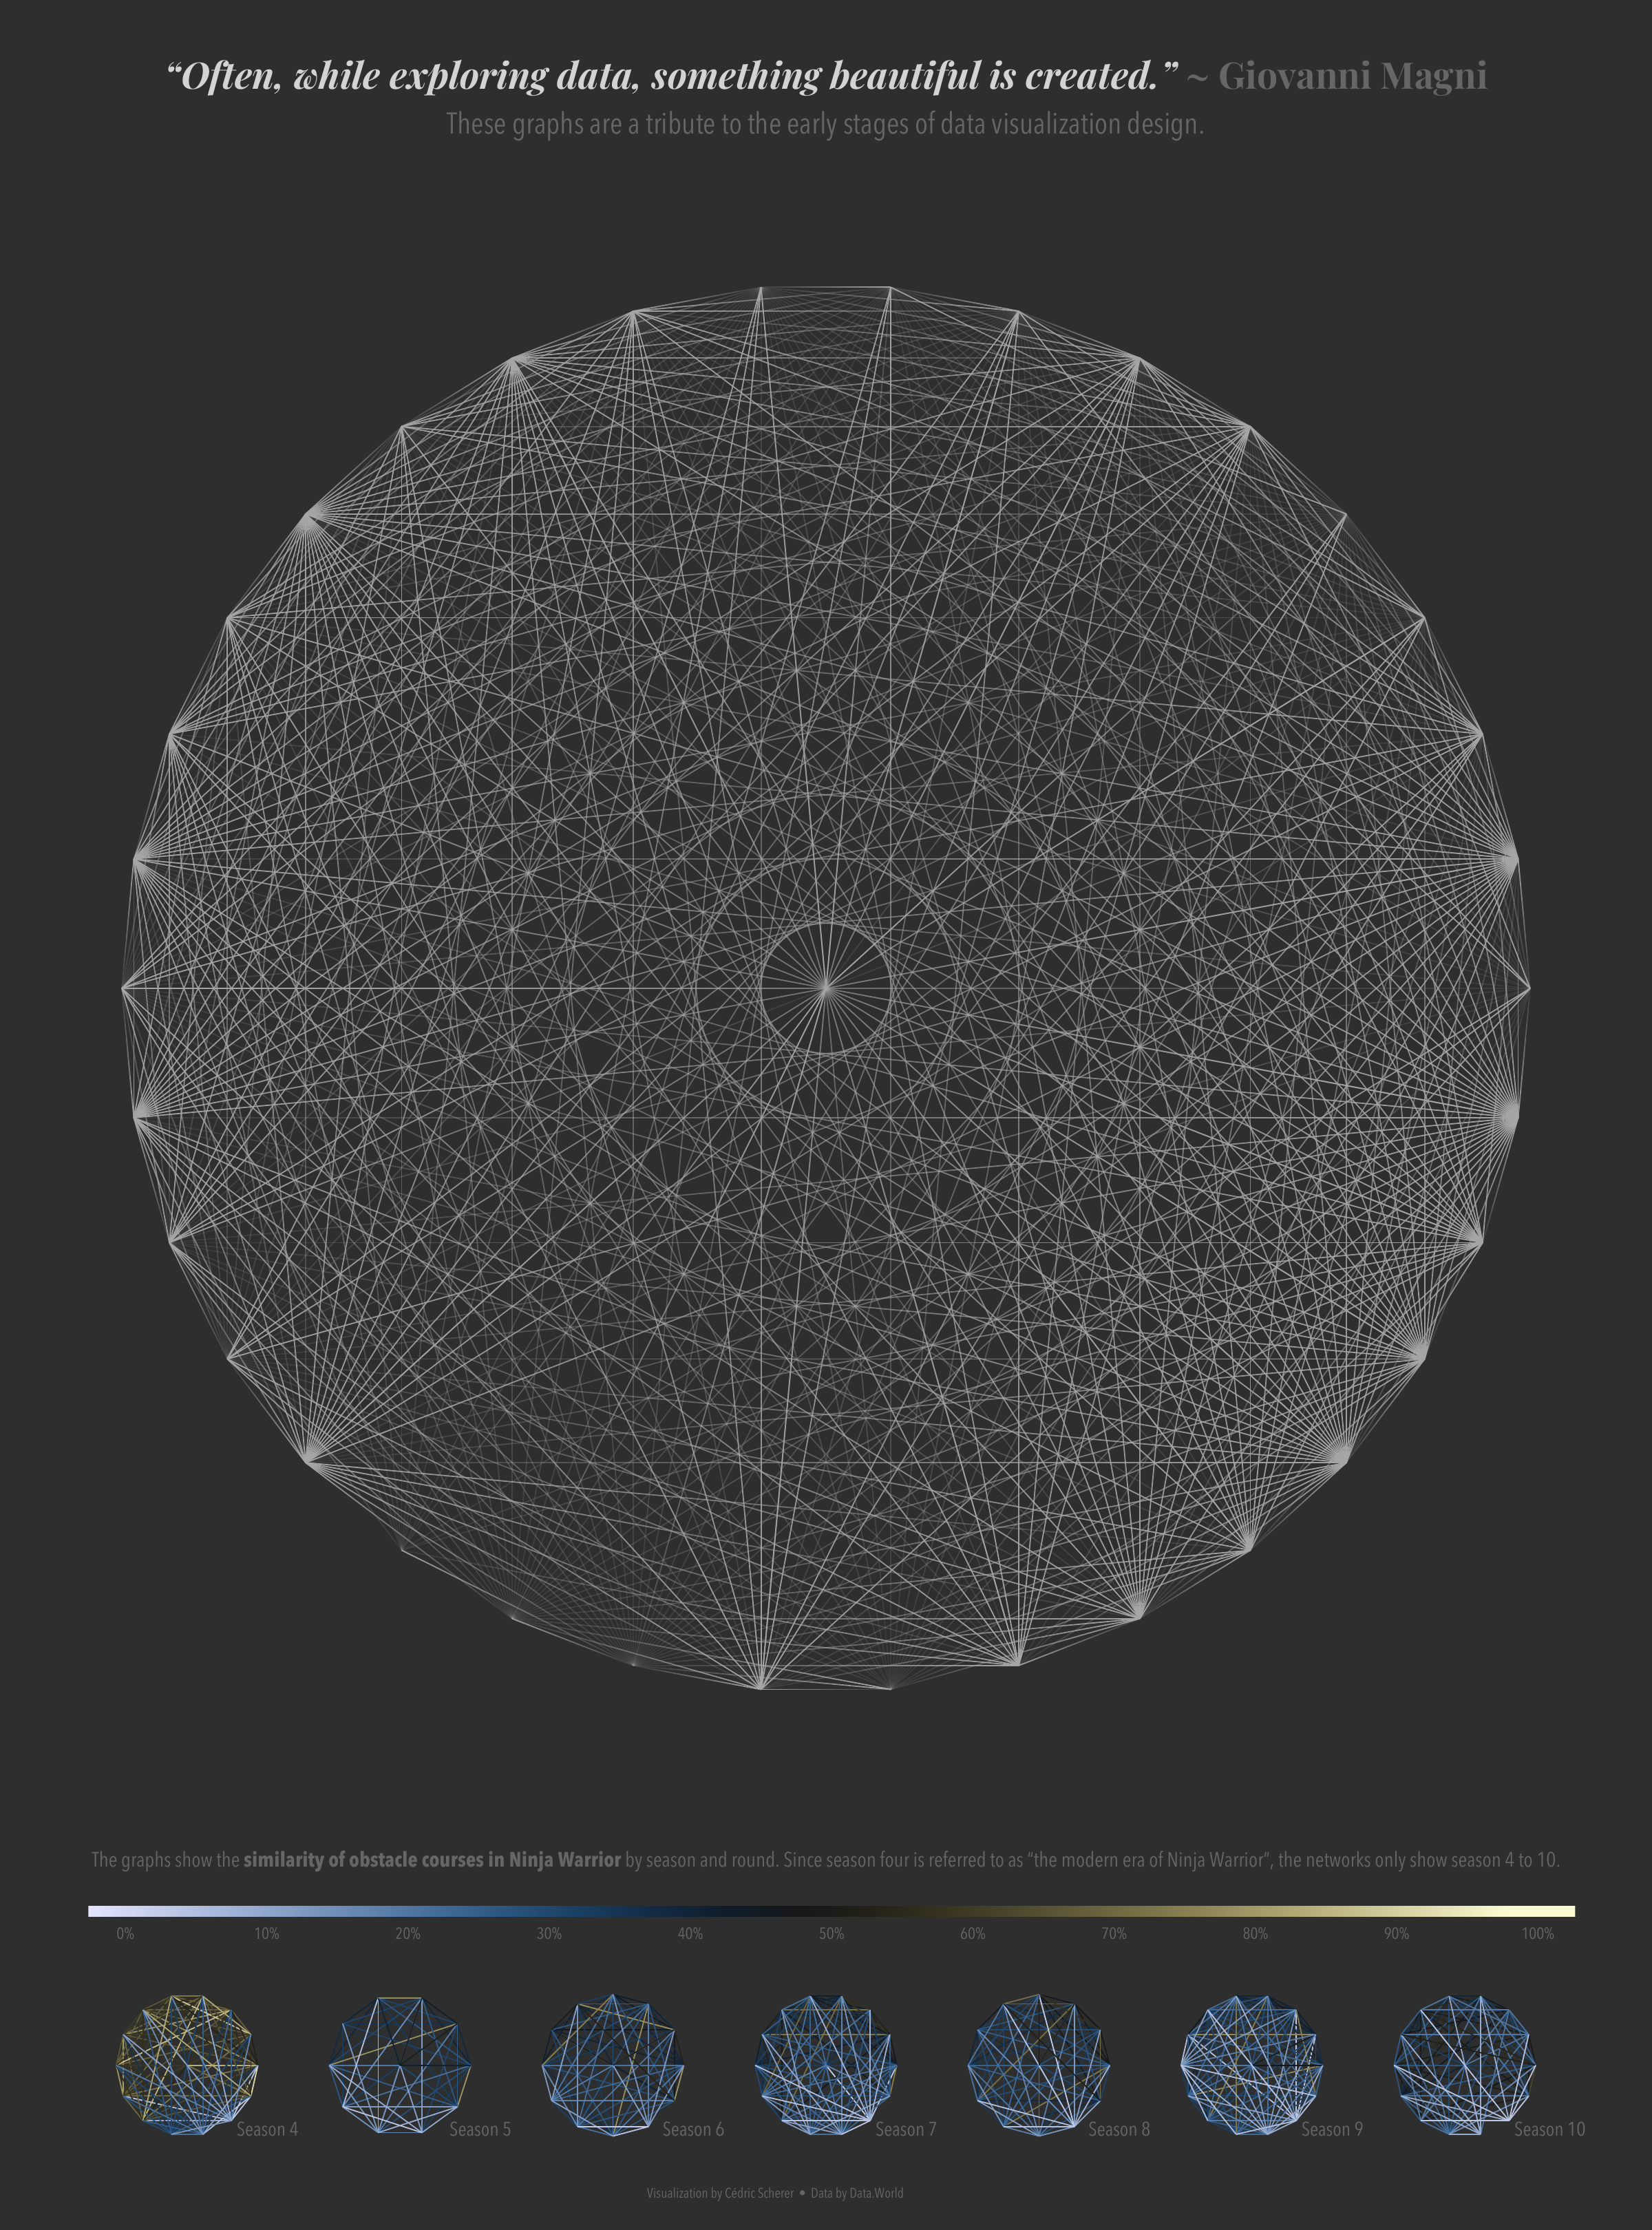 “Often, while exploring data, something beautiful is created.” ~ Giovanni Magni
These graphs are a tribute to the early stages of data visualization design.
The graphs show the similarity of obstacle courses in Ninja Warrior by season and round. Since season four is referred to as “the modern era of Ninja Warrior”, the networks only show season 4 to 10.
0% 10% 20% 30% 40% 50% 60% 70% 80% 90% 100%
Season 4 Season 5 Season 6 Season 7 Season 8 Season 9 Season 10
Visualization by Cédric Scherer • Data by Data.World